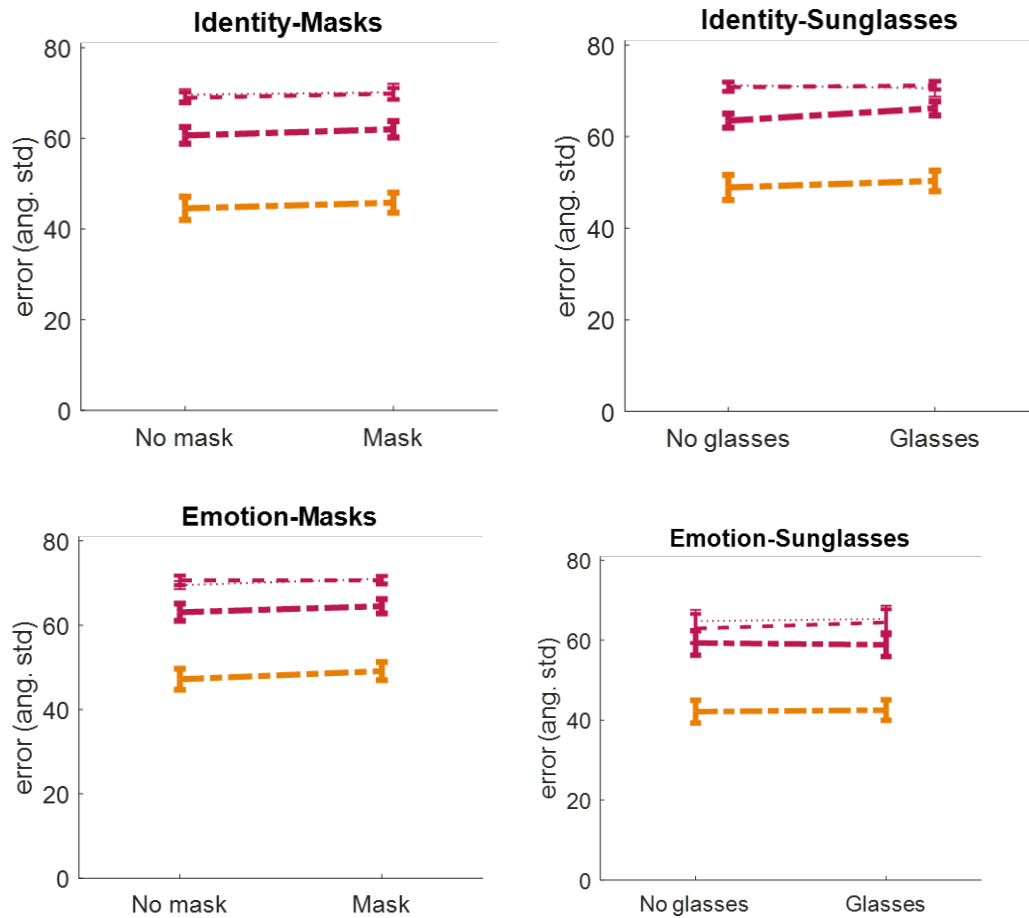 Identity-Masks
80
60
40
20
0
error (ang. std)
No mask
Mask
Identity-Sunglasses
80
60
40
20
0
error (ang. std)
No glasses
Glasses
Emotion-Masks
80
60
40
20
0
error (ang. std)
No mask
Mask
Emotion-Sunglasses
80
60
40
20
0
error (ang. std)
No glasses
Glasses